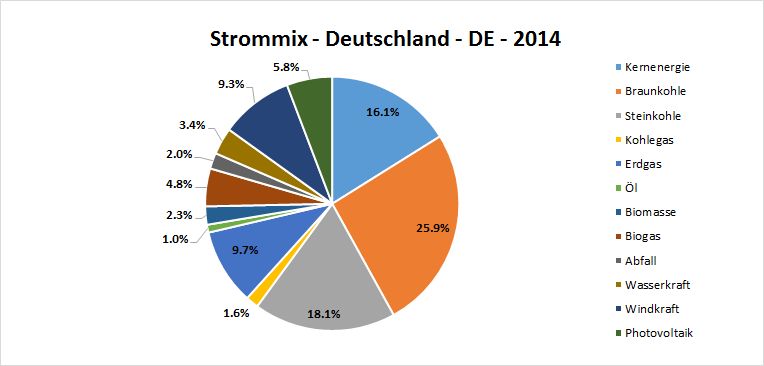 Strommix - Deutschland - DE - 2014
5.8%
9.3%
3.4%
2.0%
4.8%
2.3%
1.0%
9.7%
1.6%
18.1%
25.9%
16.1%
Kernenergie
Braunkohle
Steinkohle
Kohlegas
Erdgas
Öl
Biomasse
Biogas
Abfall
Wasserkraft
Windkraft
Photovoltaik